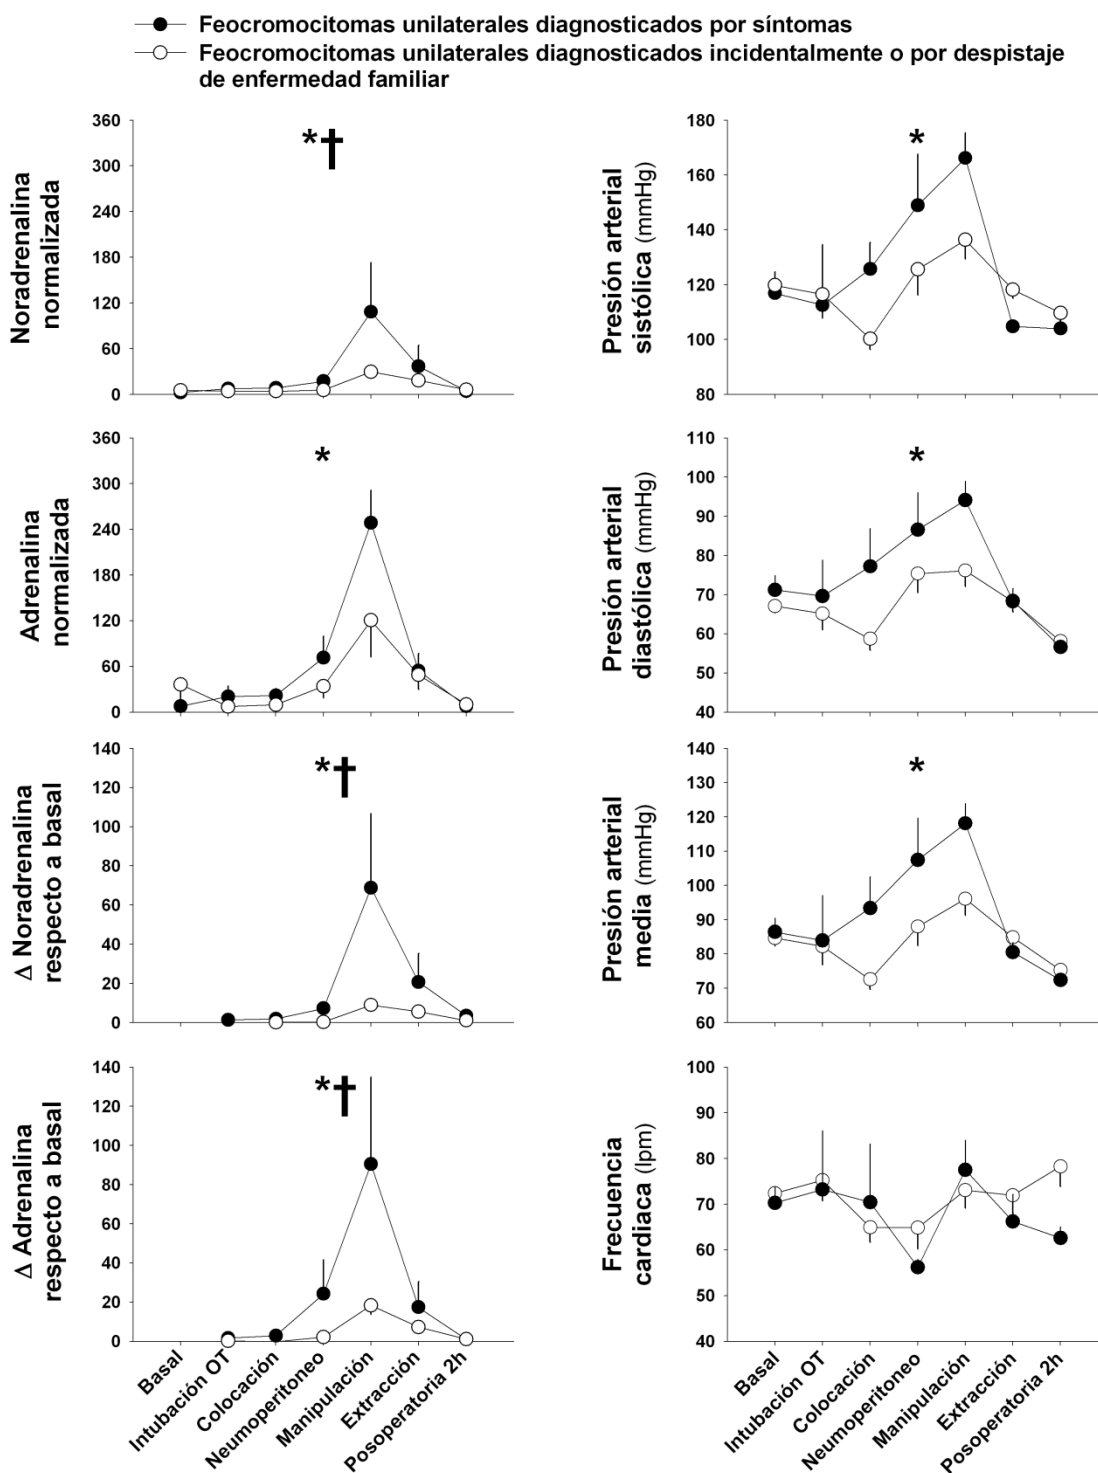 Feocromocitomas unilaterales diagnosticados por síntomas
Feocromocitomas unilaterales diagnosticados incidentalmente o por despistaje
de enfermedad familiar
Noradrenalina
normalizada
360
300
240
180
120
60
0
*†
Presión arterial
sistólica (mmHg)
180
160
140
120
100
80
*
Adrenalina
normalizada
360
300
240
180
120
60
0
*
Presión arterial
diastólica (mmHg)
110
100
90
80
70
60
50
40
*
Δ Noradrenalina
respecto a basal
140
120
100
80
60
40
20
0
*†
Presión arterial
media (mmHg)
140
130
120
110
100
90
80
70
60
*
Δ Adrenalina
respecto a basal
140
120
100
80
60
40
20
0
*†
Basal
Intubación OT
Colocación
Neumoperitoneo
Manipulación
Extracción
Posoperatoria 2h
Frecuencia
cardiaca (lpm)
100
90
80
70
60
50
40
Basal
Intubación OT
Colocación
Neumoperitoneo
Manipulación
Extracción
Posoperatoria 2h